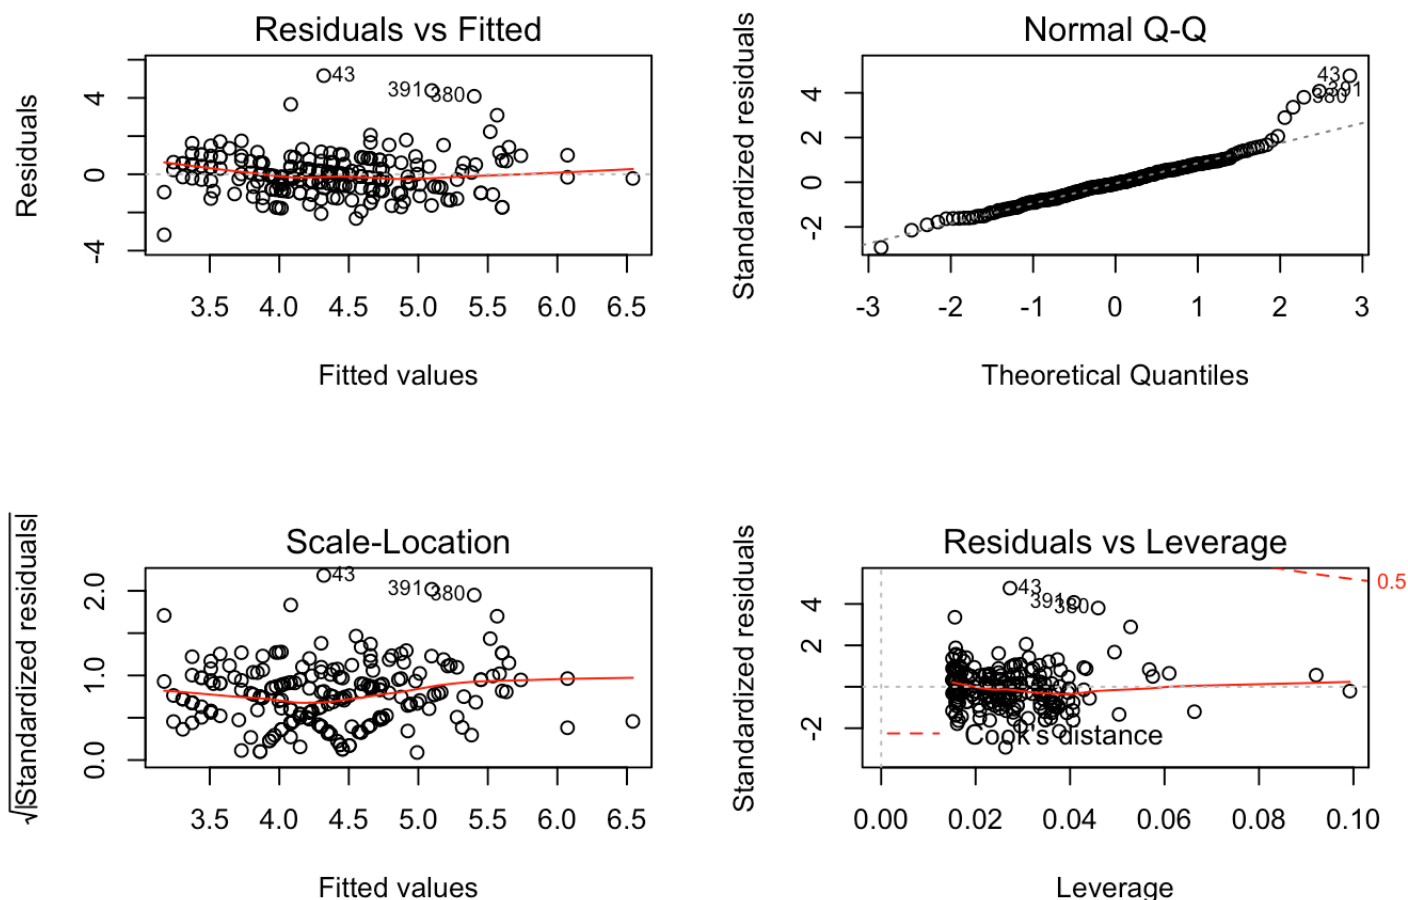 Residuals vs Fitted
Residuals
4
0
-4
43
391
380
3.5 4.0 4.5 5.0 5.5 6.0 6.5
Fitted values
Normal Q-Q
Standardized residuals
4
2
0
-2
43
391
380
-3 -2 -1 0 1 2 3
Theoretical Quantiles
Scale-Location
√|Standardized residuals|
2.0
1.0
0.0
43
391
380
3.5 4.0 4.5 5.0 5.5 6.0 6.5
Fitted values
Residuals vs Leverage
Standardized residuals
4
2
-2
43
391
380
0.5
Cook's distance
0.00 0.02 0.04 0.06 0.08 0.10
Leverage